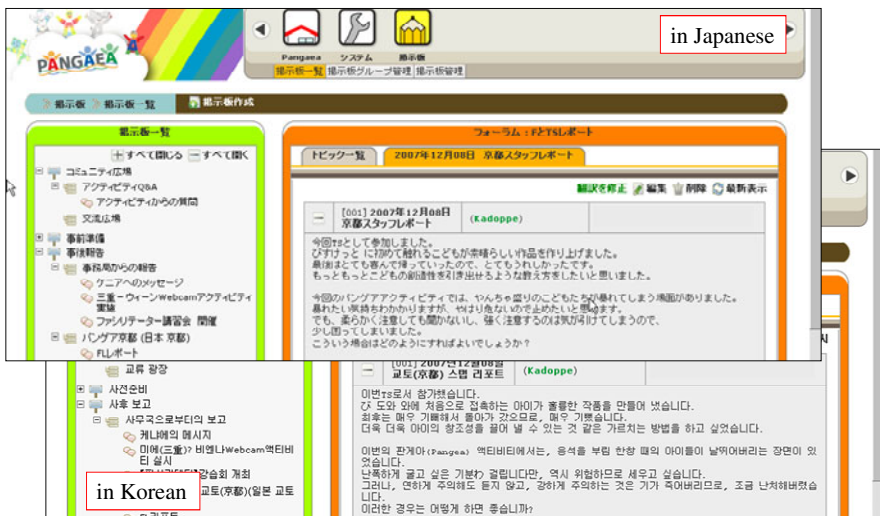 in Japanese
PANGAEA
Pangaea システム 掲示板
掲示板一覧 掲示板グループ管理 掲示板管理
掲示板 掲示板一覧 掲示板作成
掲示板一覧
すべて閉じる すべて開く
コミュニティ広場
アクティビティQ&A
アクティビティからの質問
交流広場
事前準備
事後報告
事務局からの報告
ケニアへのメッセージ
三重-ウィーンWebcamアクティビティ
実施
ファシリテーター講習会 開催
パンゲア京都 (日本 京都)
FLレポート
フォーラム : FとTSレポート
トピック一覧 2007年12月08日 京都スタッフレポート
翻訳を修正 編集 削除 最新表示
[001] 2007年12月08日
京都スタッフレポート
(Kadoppe)
今回TSとして参加しました。
ぴすけっと に初めて触れるこどもが素晴らしい作品を作り上げました。
最後はとても喜んで帰っていったので、とてもうれしかったです。
もっともっとこどもの創造性を引き出せるような教え方をしたいと思いました。
今回のパンゲアアクティビティでは、やんちゃ盛りのこどもたちが暴れてしまう場面がありました。
暴れたい気持ちわかりますが、やはり危ないので止めたいと思います。
でも、柔らかく注意しても聞かないし、強く注意するのは気が引けてしまうので、
少し困ってしまいました。
こういう場合はどのようにすればよいでしょうか?
교류 광장
사전준비
사후 보고
사무국으로부터의 보고
케냐에의 메시지
미에(三重)? 비엔나Webcam액티비
티 실시
강습회 개최
교토(京都)(일본 교토
in Korean
[001] 2007년12월08일
교토(京都) 스탭 리포트
(Kadoppe)
이번TS로서 참가했습니다.
び 도와 와에 처음으로 접촉하는 아이가 훌륭한 작품을 만들어 냈습니다.
최후는 매우 기뻐해서 돌아가 갔으므로, 매우 기뻤습니다.
더욱 더욱 아이의 창조성을 끌어 낼 수 있는 것 같은 가르치는 방법을 하고 싶었습니다.
이번의 판게아(Pangea) 액티비티에서는, 응석을 부림 한창 때의 아이들이 날뛰어버리는 장면이 있
었습니다.
난폭하게 굴고 싶은 기분わ 걸립니다만, 역시 위험하므로 세우고 싶습니다.
그러나, 연하게 주의해도 듣지 않고, 강하게 주의하는 것은 기가 죽어버리므로, 조금 난처해버렸습
니다.
이러한 경우는 어떻게 하면 좋습니까?